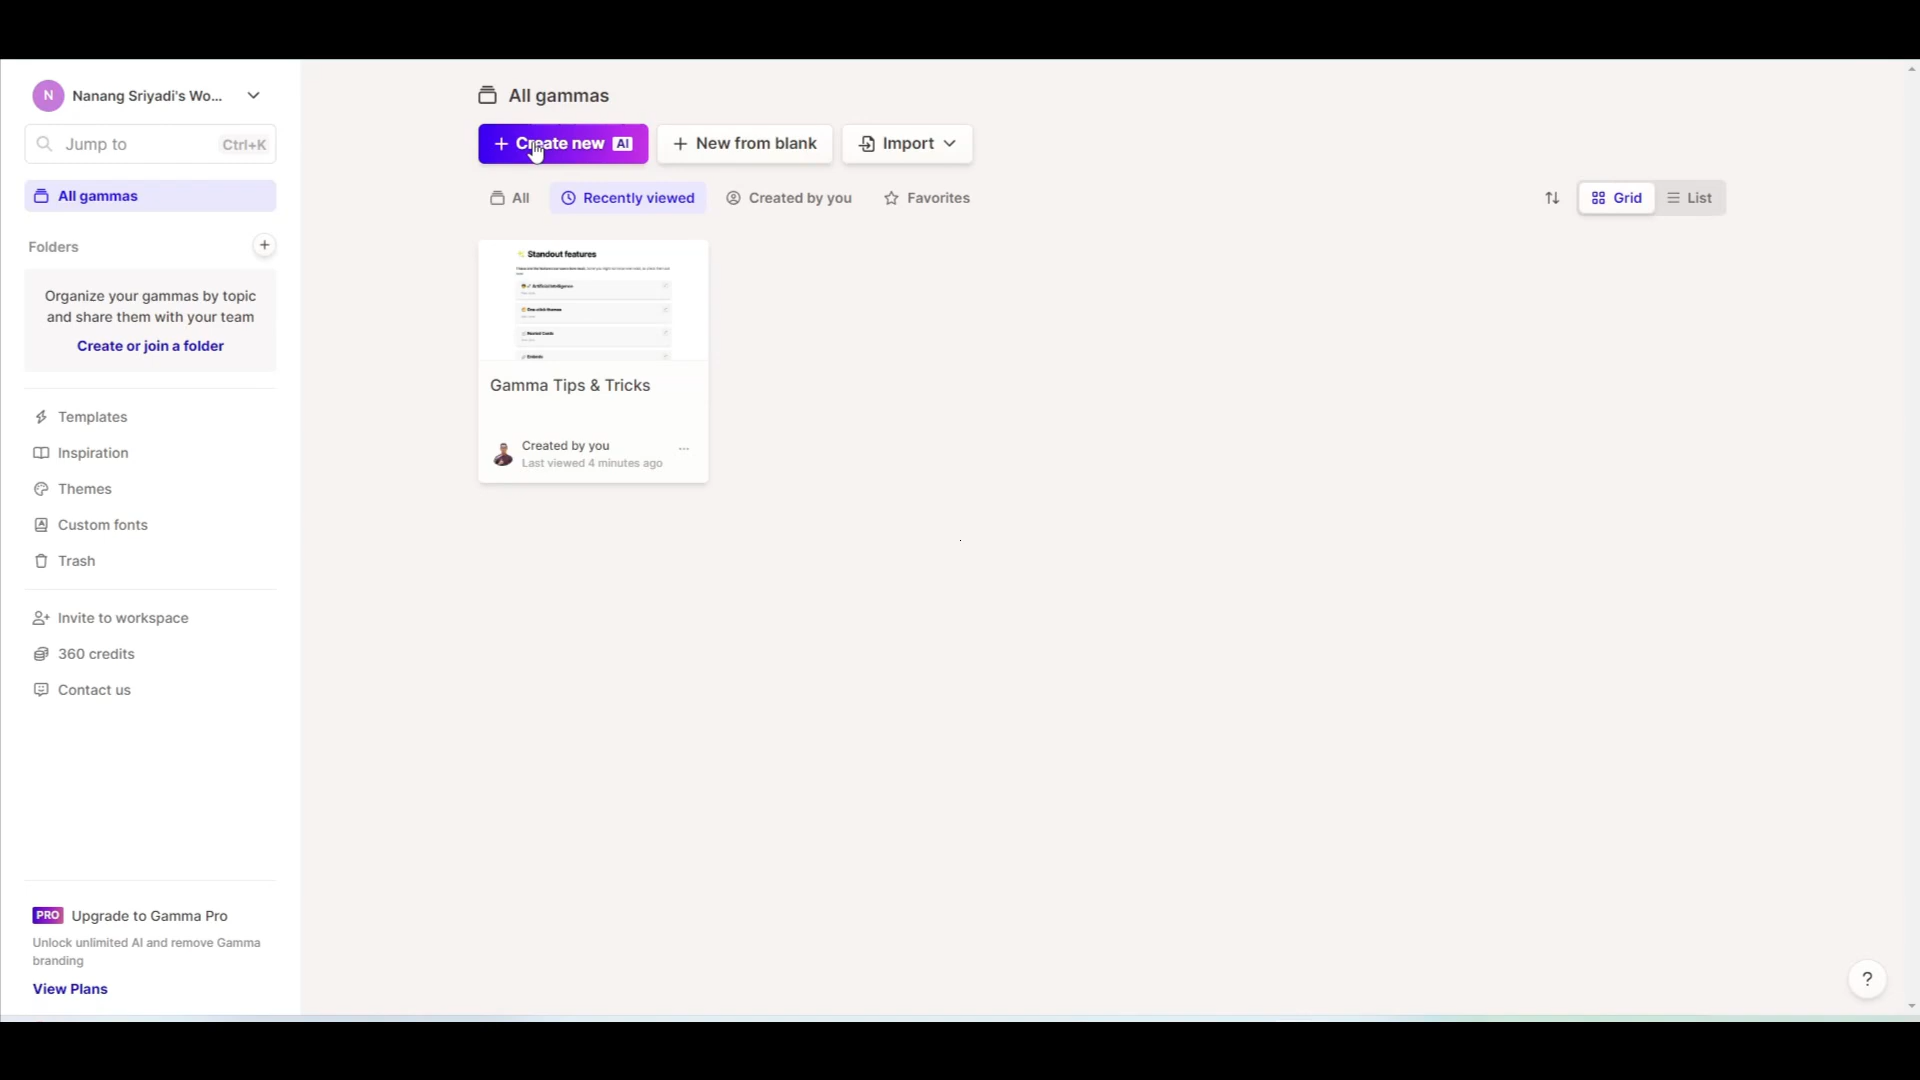 N Nanang Sriyadi's Wo...
Jump to Ctrl+K
All gammas
Folders
Organize your gammas by topic
and share them with your team
Create or join a folder
Templates
Inspiration
Themes
Custom fonts
Trash
Invite to workspace
360 credits
Contact us
PRO Upgrade to Gamma Pro
Unlock unlimited AI and remove Gamma
branding
View Plans
All gammas
+ Create new AI
+ New from blank
Import
All
Recently viewed
Created by you
Favorites
Grid
List
Standout features
Artificial Intelligence
One-click themes
Nested Cards
Embeds
Gamma Tips & Tricks
Created by you
...
Last viewed 4 minutes ago
?